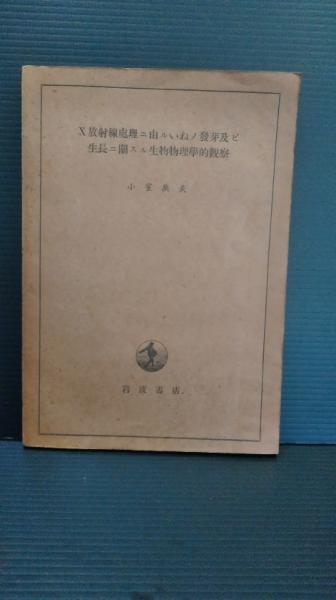 X放射線處理ニ由ルいねノ發芽及ビ
生長ニ關スル生物物理學的觀察
小室英夫
岩波書店